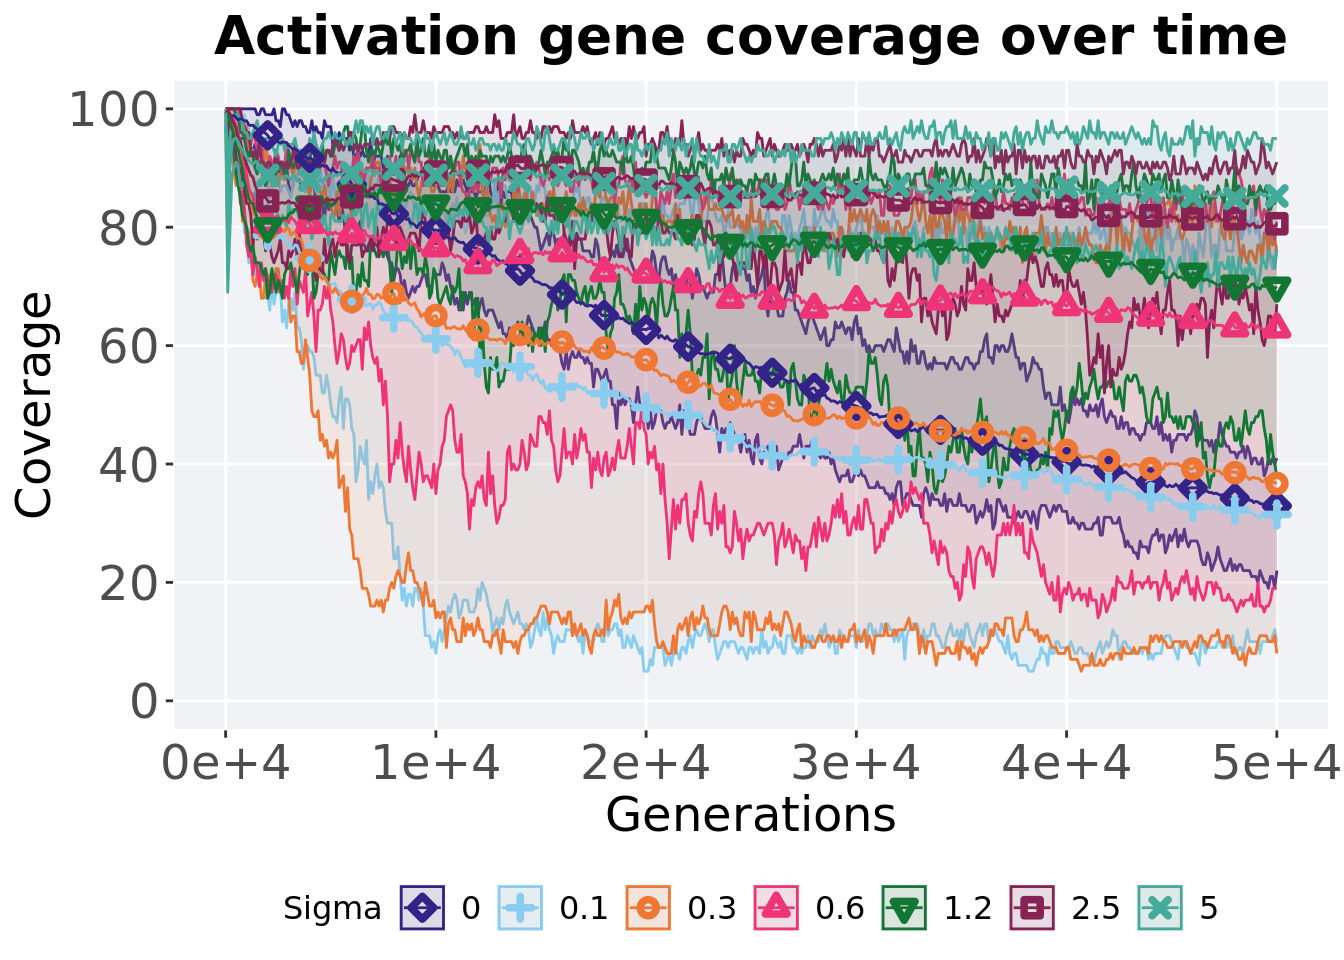 Activation gene coverage over time
100
80
60
40
20
0
Coverage
0e+4 1e+4 2e+4 3e+4 4e+4 5e+4
Generations
Sigma 0 0.1 0.3 0.6 1.2 2.5 5